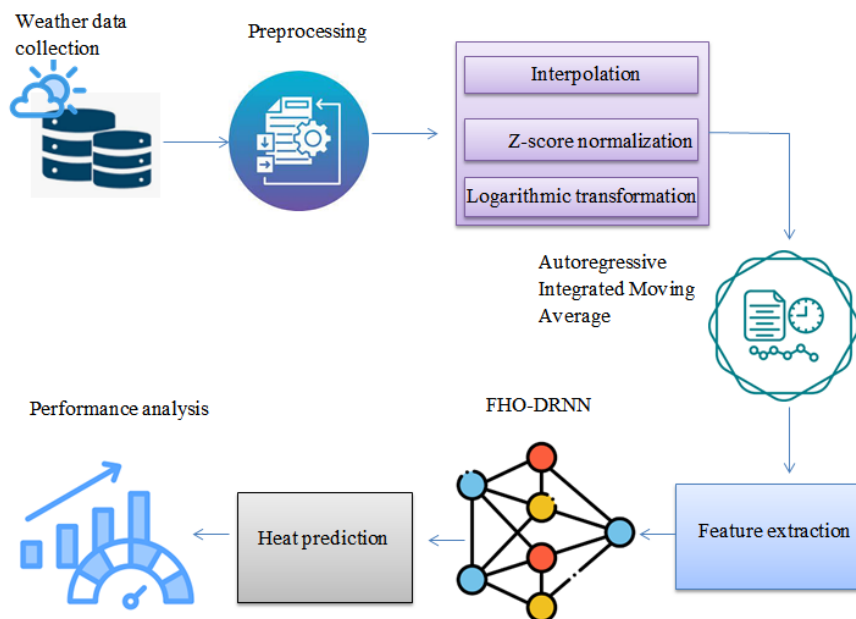 Weather data
collection
Preprocessing
Interpolation
Z-score normalization
Logarithmic transformation
Autoregressive
Integrated Moving
Average
Performance analysis
FHO-DRNN
Heat prediction
Feature extraction